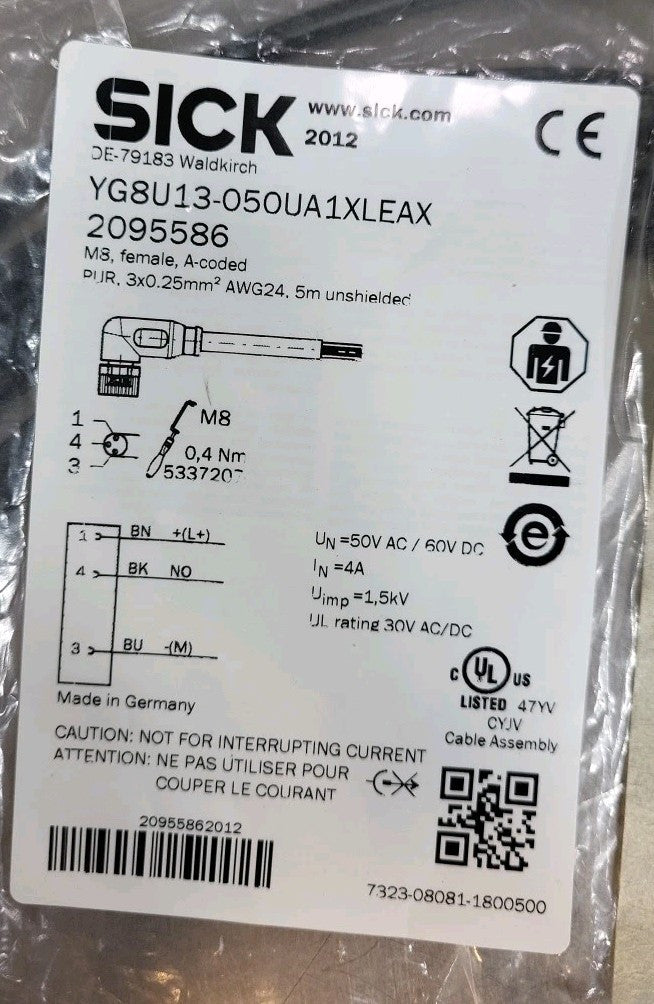 SICK www.sick.com
2012
CE
DE-79183 Waldkirch
YG8U13-050UA1XLEAX
2095586
M8, female, A-coded
PUR, 3x0.25mm² AWG24, 5m unshielded
1
4
3
M8
0,4 Nm
5337207
1 BN +(L+)
4 BK NO
3 BU -(M)
UN =50V AC / 60V DC
IN =4A
Uimp =1,5kV
UL rating 30V AC/DC
e
C UL US
LISTED 47YV
CYJV
Cable Assembly
Made in Germany
CAUTION: NOT FOR INTERRUPTING CURRENT
ATTENTION: NE PAS UTILISER POUR
COUPER LE COURANT
20955862012
7323-08081-1800500